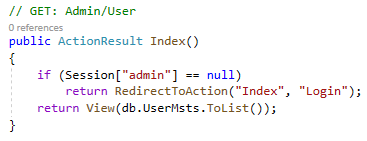 // GET: Admin/User
0 references
public ActionResult Index()
{
if (Session["admin"] == null)
return RedirectToAction("Index", "Login");
return View(db.UserMsts.ToList());
}